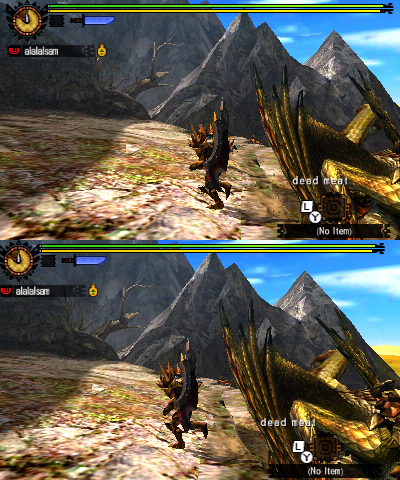 alalalsam
dead meat
L
Y
(No Item)
alalalsam
dead meat
L
Y
(No Item)